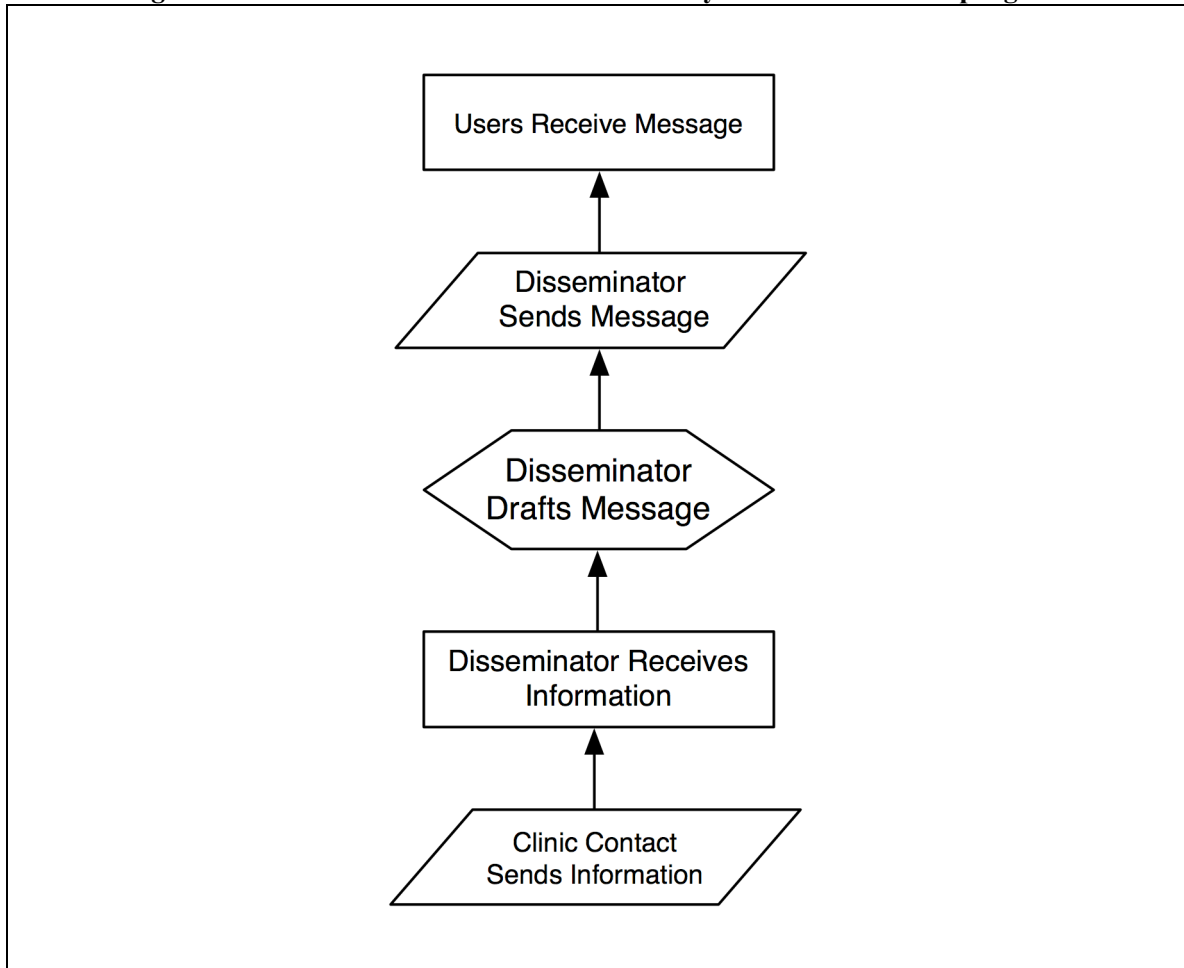 Users Receive Message
Disseminator
Sends Message
Disseminator
Drafts Message
Disseminator Receives
Information
Clinic Contact
Sends Information